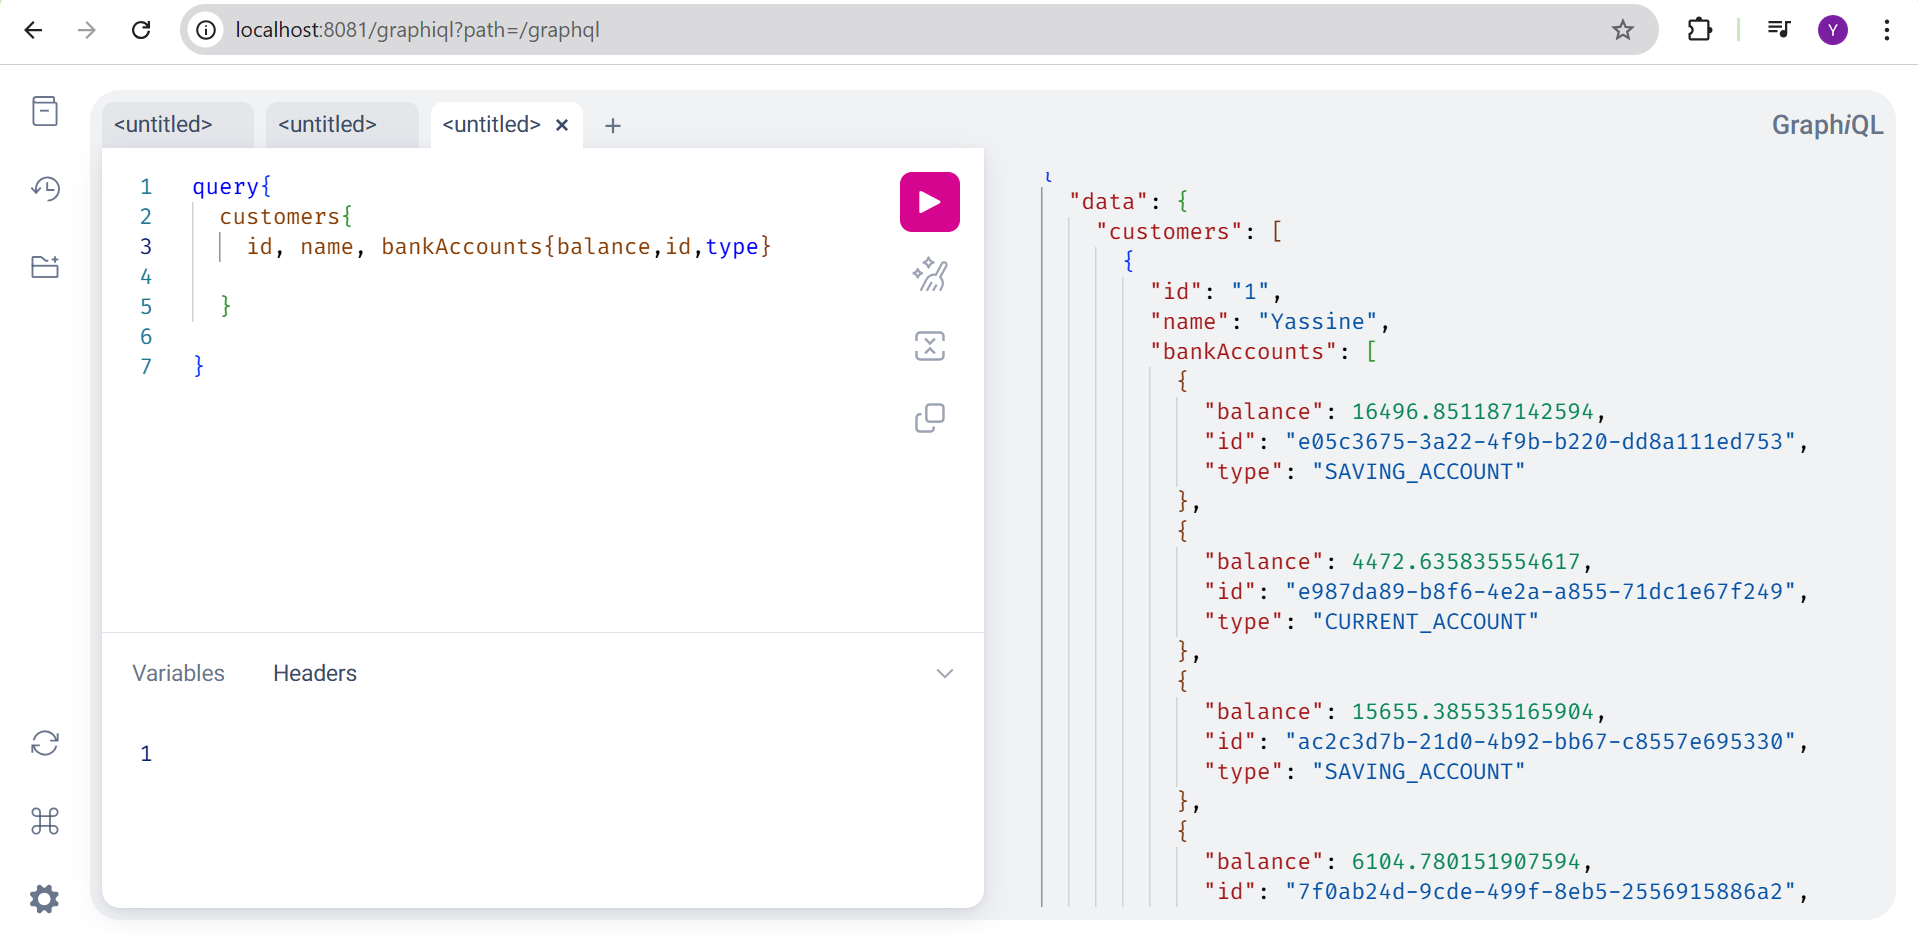 localhost:8081/graphiql?path=/graphql
Y
<untitled>
<untitled>
<untitled>
GraphiQL
1 query{
2 customers{
3 id, name, bankAccounts{balance,id,type}
4
5 }
6
7 }
Variables Headers
1
{
"data": {
"customers": [
{
"id": "1",
"name": "Yassine",
"bankAccounts": [
{
"balance": 16496.851187142594,
"id": "e05c3675-3a22-4f9b-b220-dd8a111ed753",
"type": "SAVING_ACCOUNT"
},
{
"balance": 4472.635835554617,
"id": "e987da89-b8f6-4e2a-a855-71dc1e67f249",
"type": "CURRENT_ACCOUNT"
},
{
"balance": 15655.385535165904,
"id": "ac2c3d7b-21d0-4b92-bb67-c8557e695330",
"type": "SAVING_ACCOUNT"
},
{
"balance": 6104.780151907594,
"id": "7f0ab24d-9cde-499f-8eb5-2556915886a2",